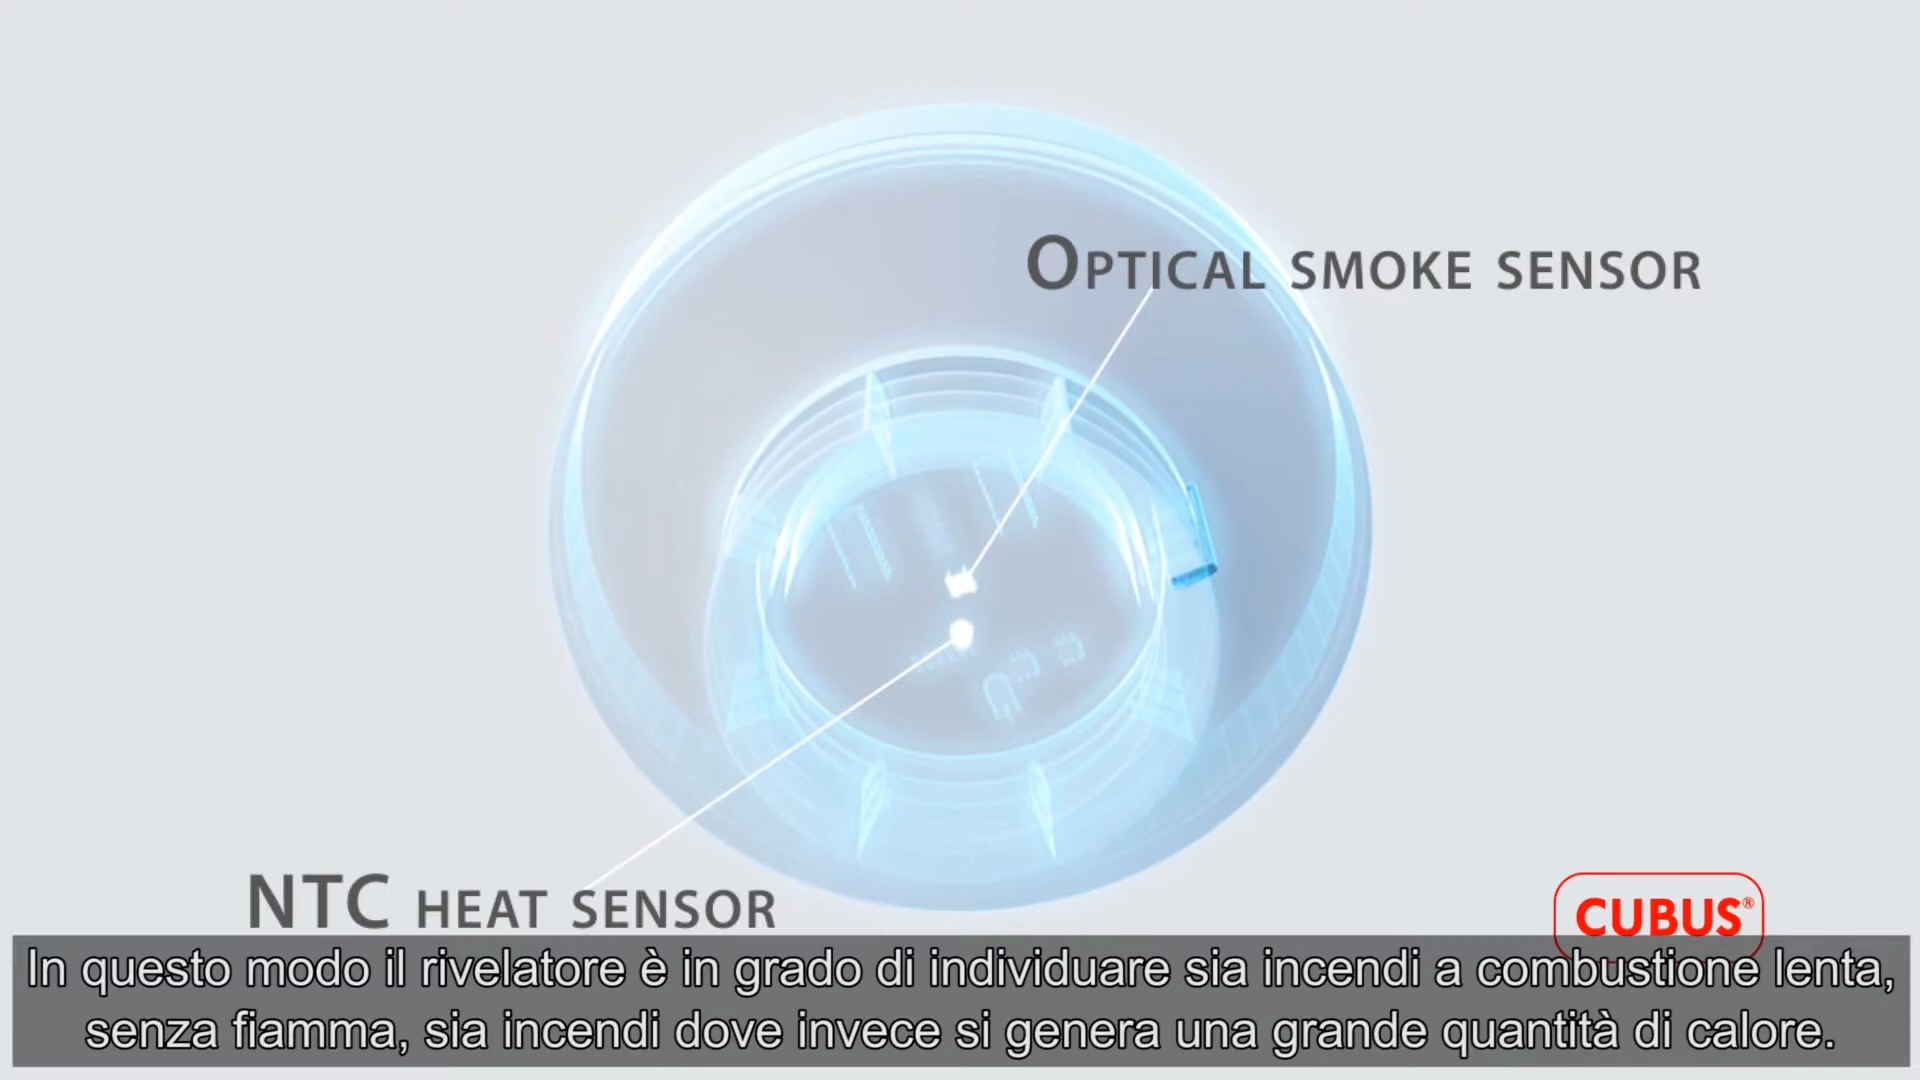 Optical smoke sensor
NTC heat sensor
CUBUS®
In questo modo il rivelatore è in grado di individuare sia incendi a combustione lenta,
senza fiamma, sia incendi dove invece si genera una grande quantità di calore.